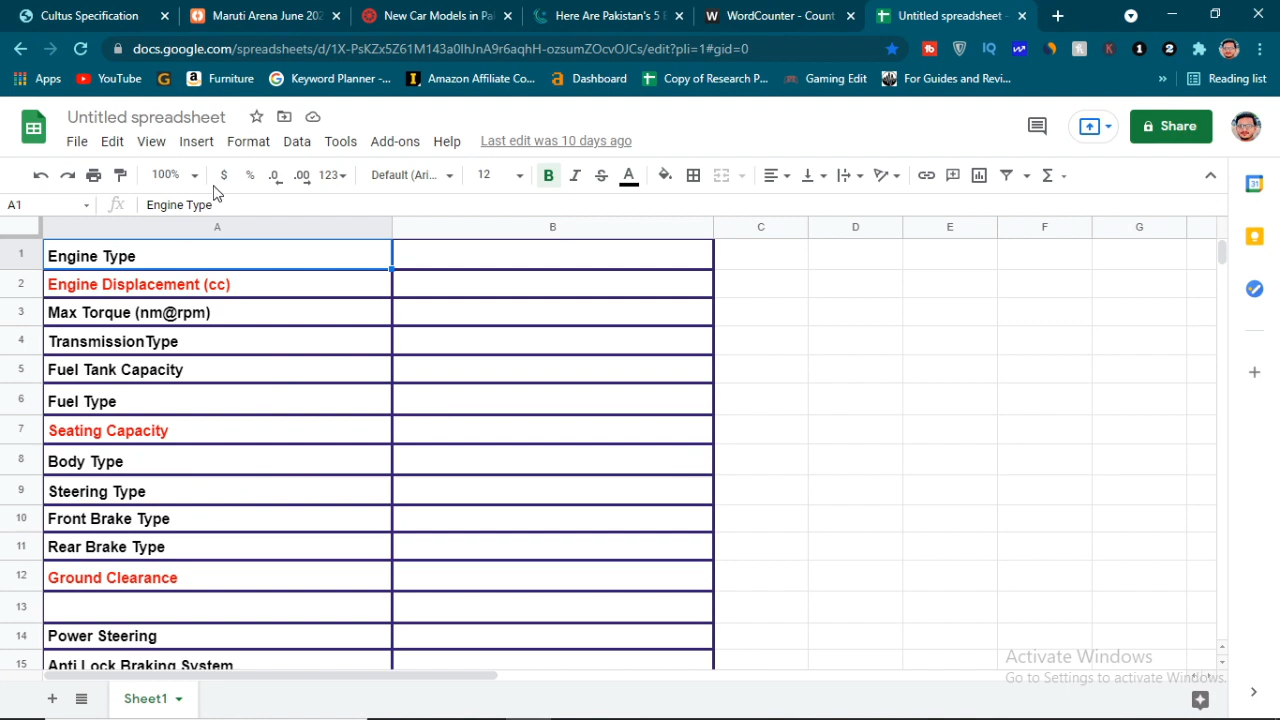 Cultus Specification
Maruti Arena June 202
New Car Models in Pa
Here Are Pakistan's 5
WordCounter - Count
Untitled spreadsheet -
docs.google.com/spreadsheets/d/1X-PsKZx5Z61M143a0lhJnA9r6aqhH-ozsumZOcvOJCs/edit?pli=1#gid=0
Apps
YouTube
Furniture
Keyword Planner -...
Amazon Affiliate Co...
Dashboard
Copy of Research P...
Gaming Edit
For Guides and Revi...
»
Reading list
Untitled spreadsheet
File Edit View Insert Format Data Tools Add-ons Help Last edit was 10 days ago
Share
100% $ % .0 .00 123 Default (Ari... 12 B I S A Σ
A1 fx Engine Type
A B C D E F G
1 Engine Type
2 Engine Displacement (cc)
3 Max Torque (nm@rpm)
4 TransmissionType
5 Fuel Tank Capacity
6 Fuel Type
7 Seating Capacity
8 Body Type
9 Steering Type
10 Front Brake Type
11 Rear Brake Type
12 Ground Clearance
13
14 Power Steering
15 Anti Lock Braking System
Activate Windows
Go to Settings to activate Windows.
Sheet1